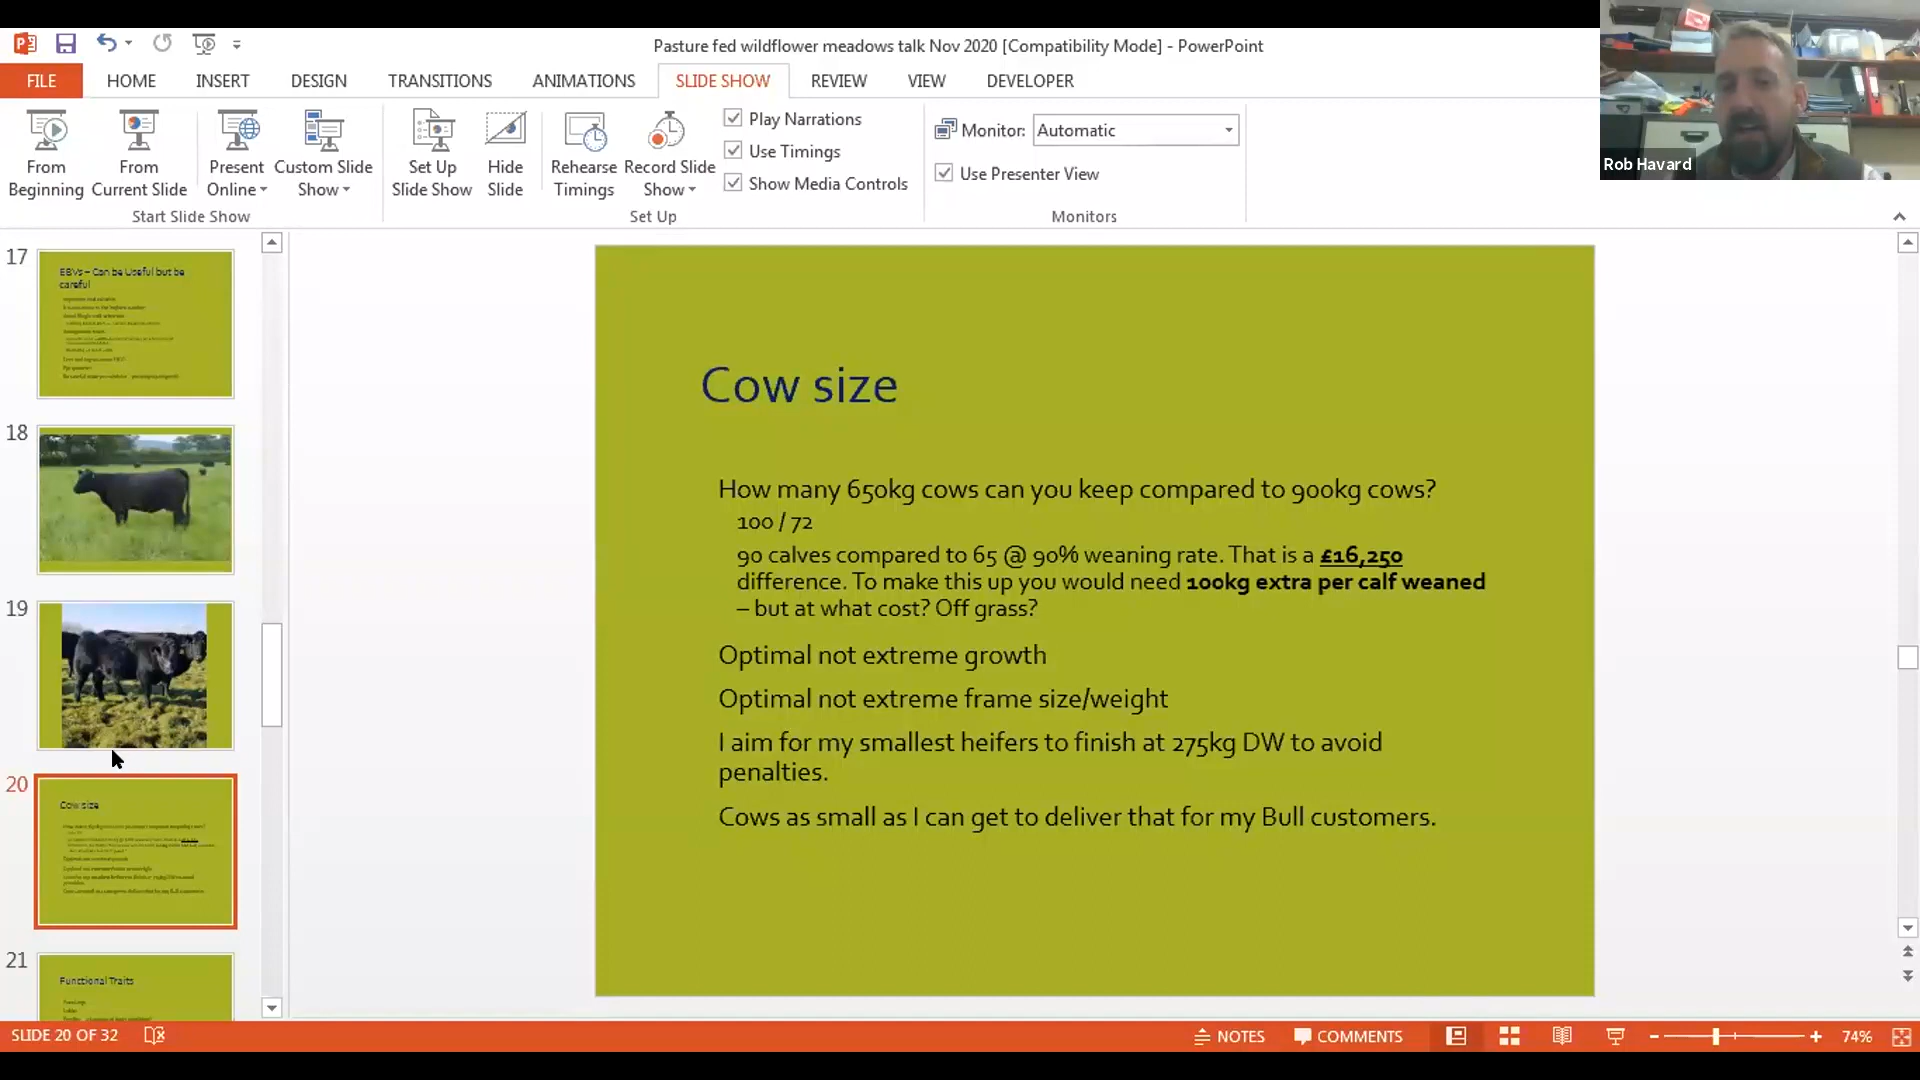 Pasture fed wildflower meadows talk Nov 2020 [Compatibility Mode] - PowerPoint
FILE HOME INSERT DESIGN TRANSITIONS ANIMATIONS SLIDE SHOW REVIEW VIEW DEVELOPER
From Beginning
From Current Slide
Present Online
Custom Slide Show
Set Up Slide Show
Hide Slide
Rehearse Timings
Record Slide Show
Play Narrations
Use Timings
Show Media Controls
Monitor: Automatic
Use Presenter View
Start Slide Show
Set Up
Monitors
Rob Havard
17
EBVs – Can be Useful but be
careful
18
19
20
Cow size
21
Functional Traits
Cow size
How many 650kg cows can you keep compared to 900kg cows?
100 / 72
90 calves compared to 65 @ 90% weaning rate. That is a £16,250
difference. To make this up you would need 100kg extra per calf weaned
– but at what cost? Off grass?
Optimal not extreme growth
Optimal not extreme frame size/weight
I aim for my smallest heifers to finish at 275kg DW to avoid
penalties.
Cows as small as I can get to deliver that for my Bull customers.
SLIDE 20 OF 32
NOTES
COMMENTS
74%